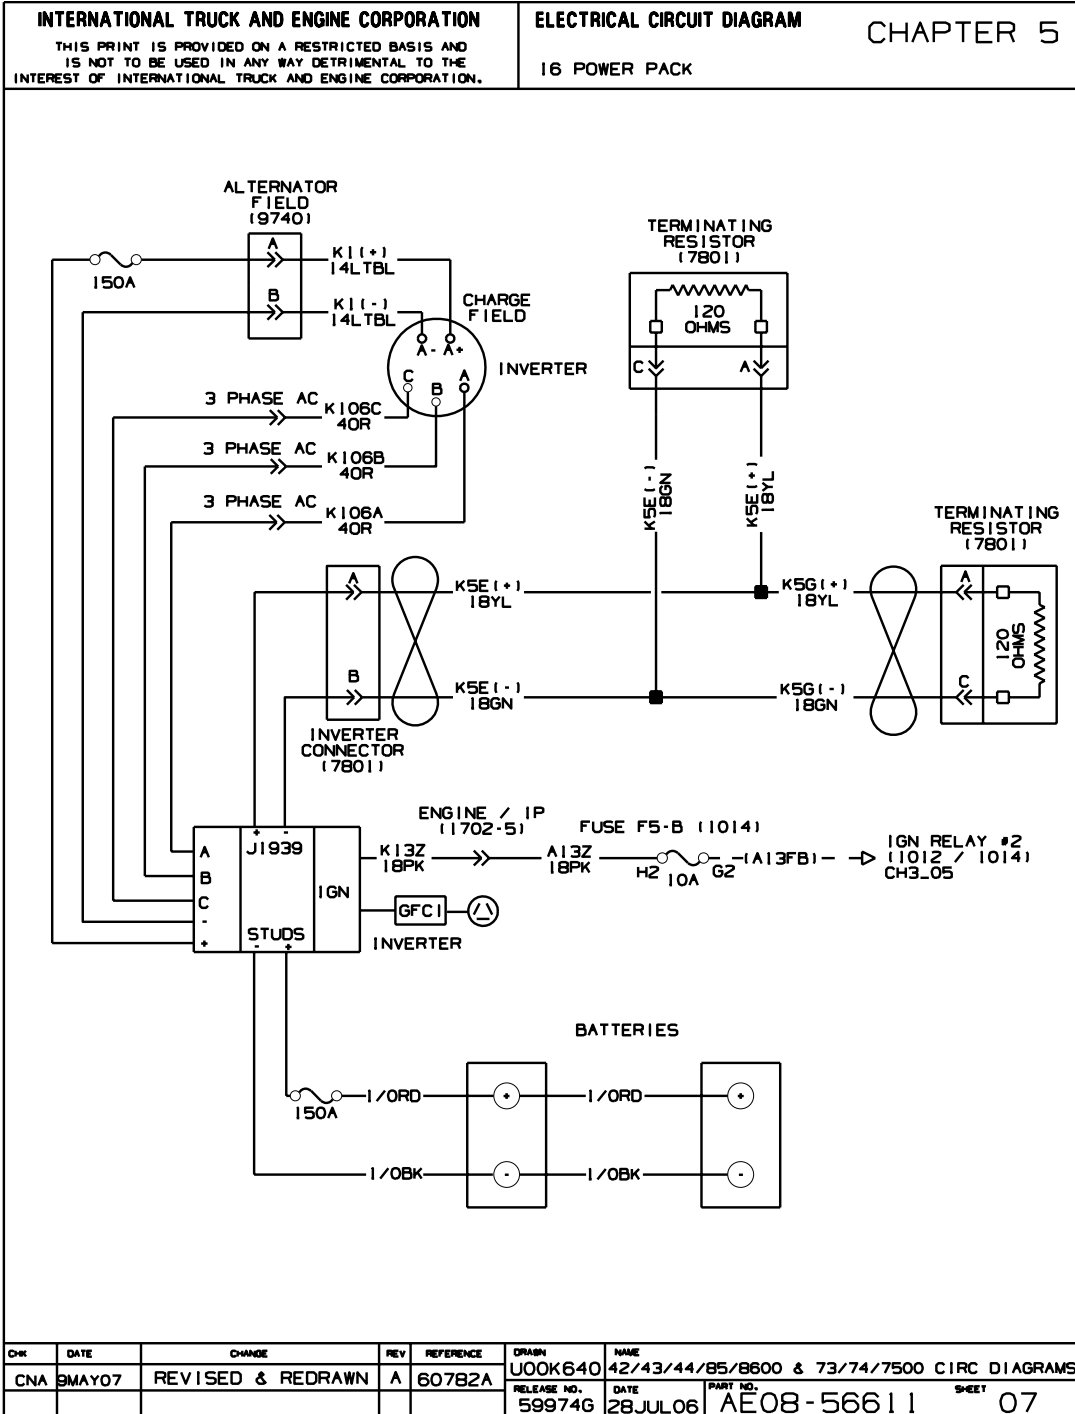 INTERNATIONAL TRUCK AND ENGINE CORPORATION
THIS PRINT IS PROVIDED ON A RESTRICTED BASIS AND
IS NOT TO BE USED IN ANY WAY DETRIMENTAL TO THE
INTEREST OF INTERNATIONAL TRUCK AND ENGINE CORPORATION.
ELECTRICAL CIRCUIT DIAGRAM
16 POWER PACK
CHAPTER 5
ALTERNATOR
FIELD
(9740)
A
B
150A
K1(+)
14LTBL
K1(-)
14LTBL
CHARGE
FIELD
A- A+
C
B
A
INVERTER
3 PHASE AC
K106C
40R
3 PHASE AC
K106B
40R
3 PHASE AC
K106A
40R
TERMINATING
RESISTOR
(7801)
120
OHMS
C
A
K5E(-)
18GN
K5E(+)
18YL
TERMINATING
RESISTOR
(7801)
A
C
120
OHMS
A
B
K5E(+)
18YL
K5G(+)
18YL
K5E(-)
18GN
K5G(-)
18GN
INVERTER
CONNECTOR
(7801)
+ -
J1939
A
B
C
-
+
IGN
STUDS
- +
ENGINE / IP
(1702-5)
K13Z
18PK
A13Z
18PK
FUSE F5-B (1014)
H2
10A
G2
(A13FB)
IGN RELAY #2
(1012 / 1014)
CH3_05
GFCI
INVERTER
BATTERIES
150A
1/0RD
+
1/0RD
+
1/0BK
-
1/0BK
-
CHK
DATE
CHANGE
REV
REFERENCE
CNA
9MAY07
REVISED & REDRAWN
A
60782A
DRAWN
U00K640
NAME
42/43/44/85/8600 & 73/74/7500 CIRC DIAGRAMS
RELEASE NO.
59974G
DATE
28JUL06
PART NO.
AE08-56611
SHEET
07